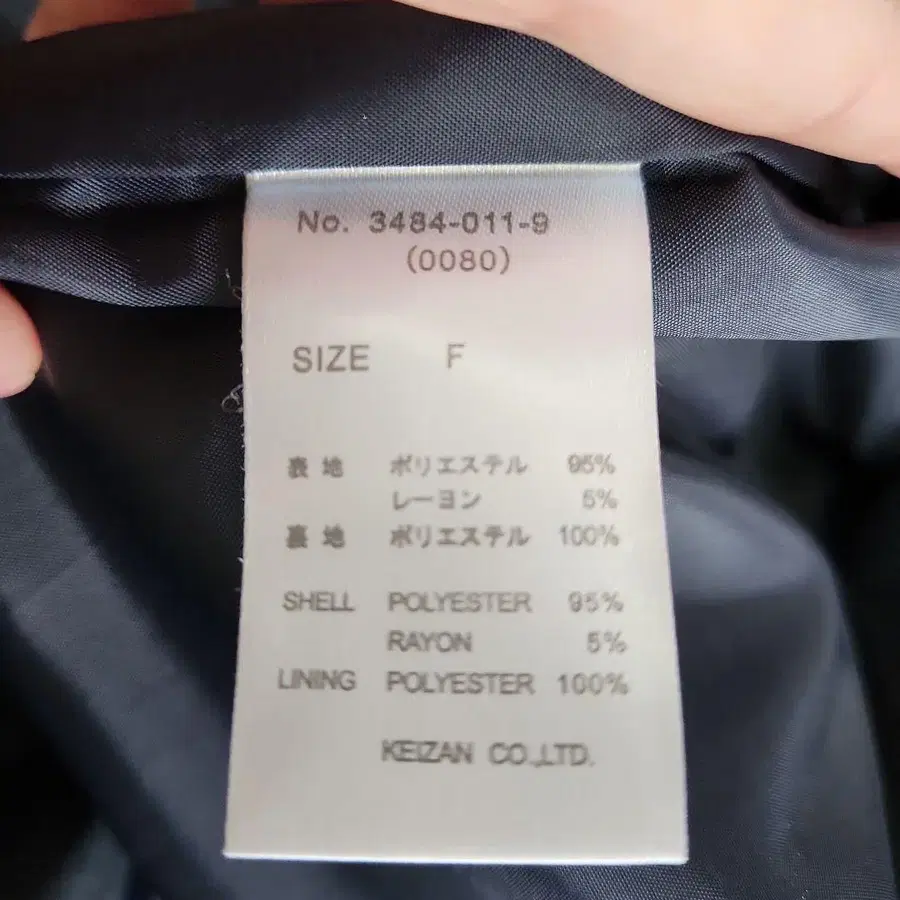 No. 3484-011-9
(0080)
SIZE F
表地 ポリエステル 95%
レーヨン 5%
裏地 ポリエステル 100%
SHELL POLYESTER 95%
RAYON 5%
LINING POLYESTER 100%
KEIZAN CO.,LTD.